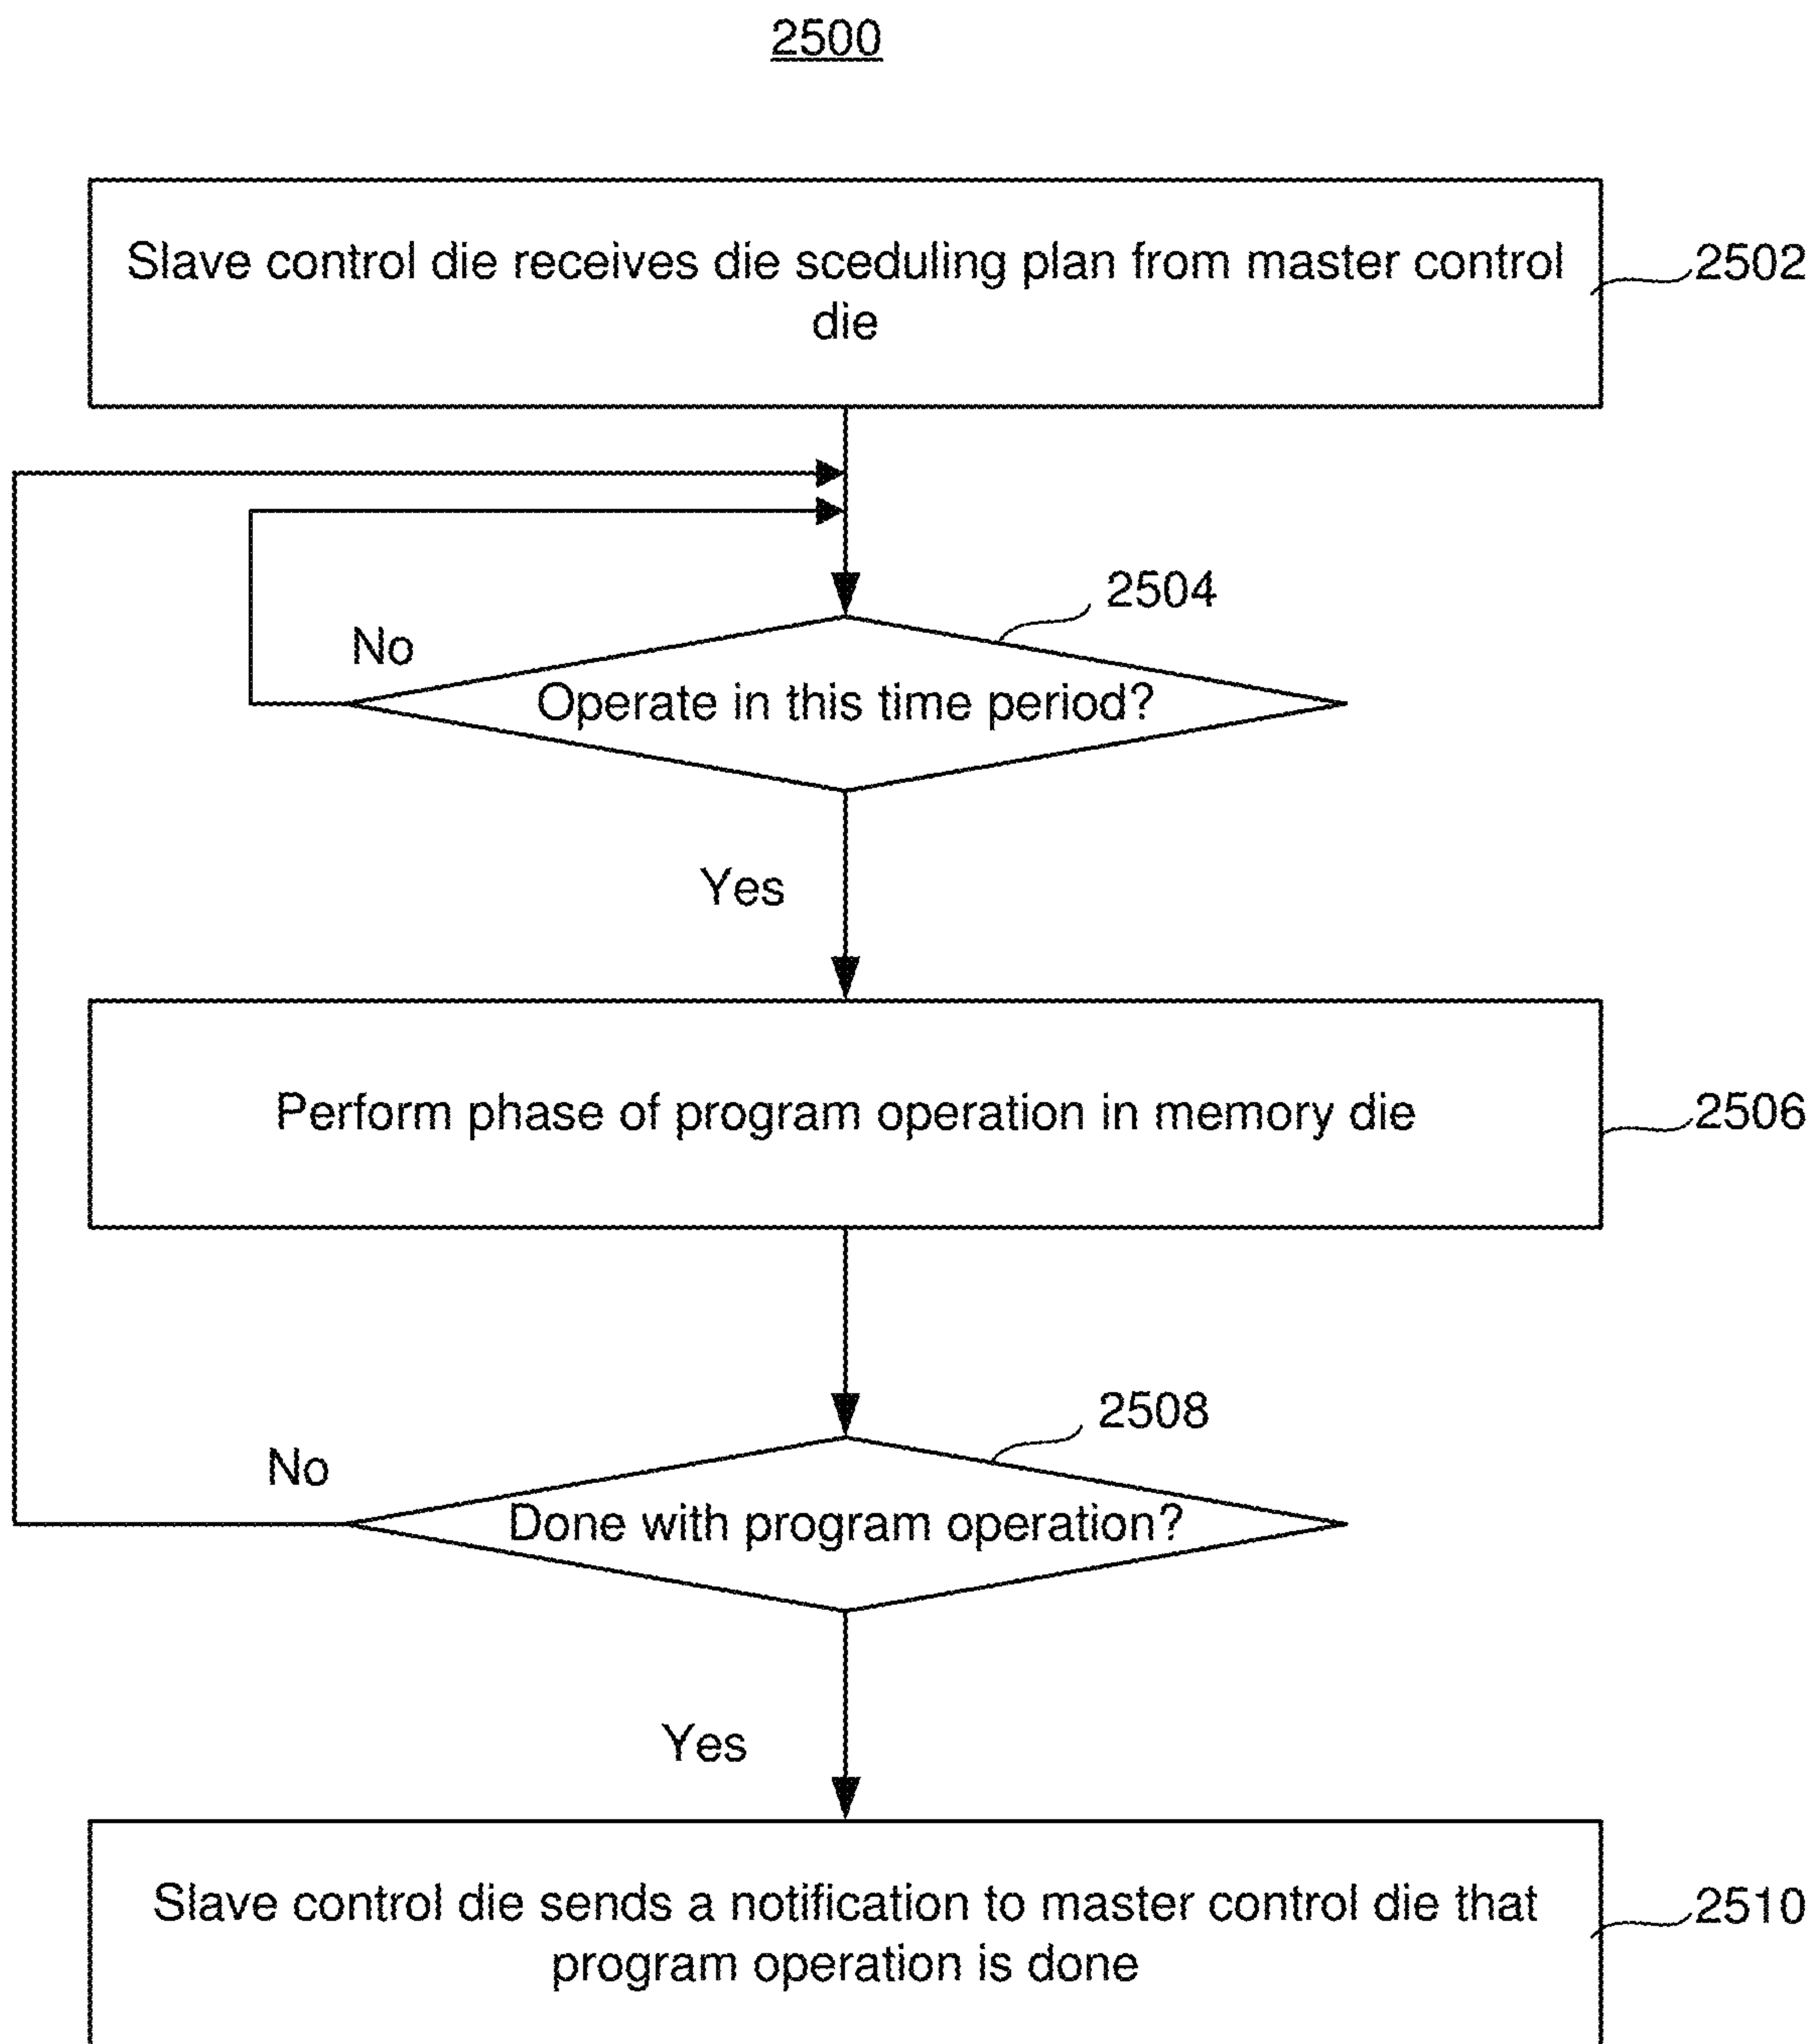 2500
Slave control die receives die sceduling plan from master control
die
2502
2504
No
Operate in this time period?
Yes
Perform phase of program operation in memory die
2506
2508
No
Done with program operation?
Yes
Slave control die sends a notification to master control die that
program operation is done
2510